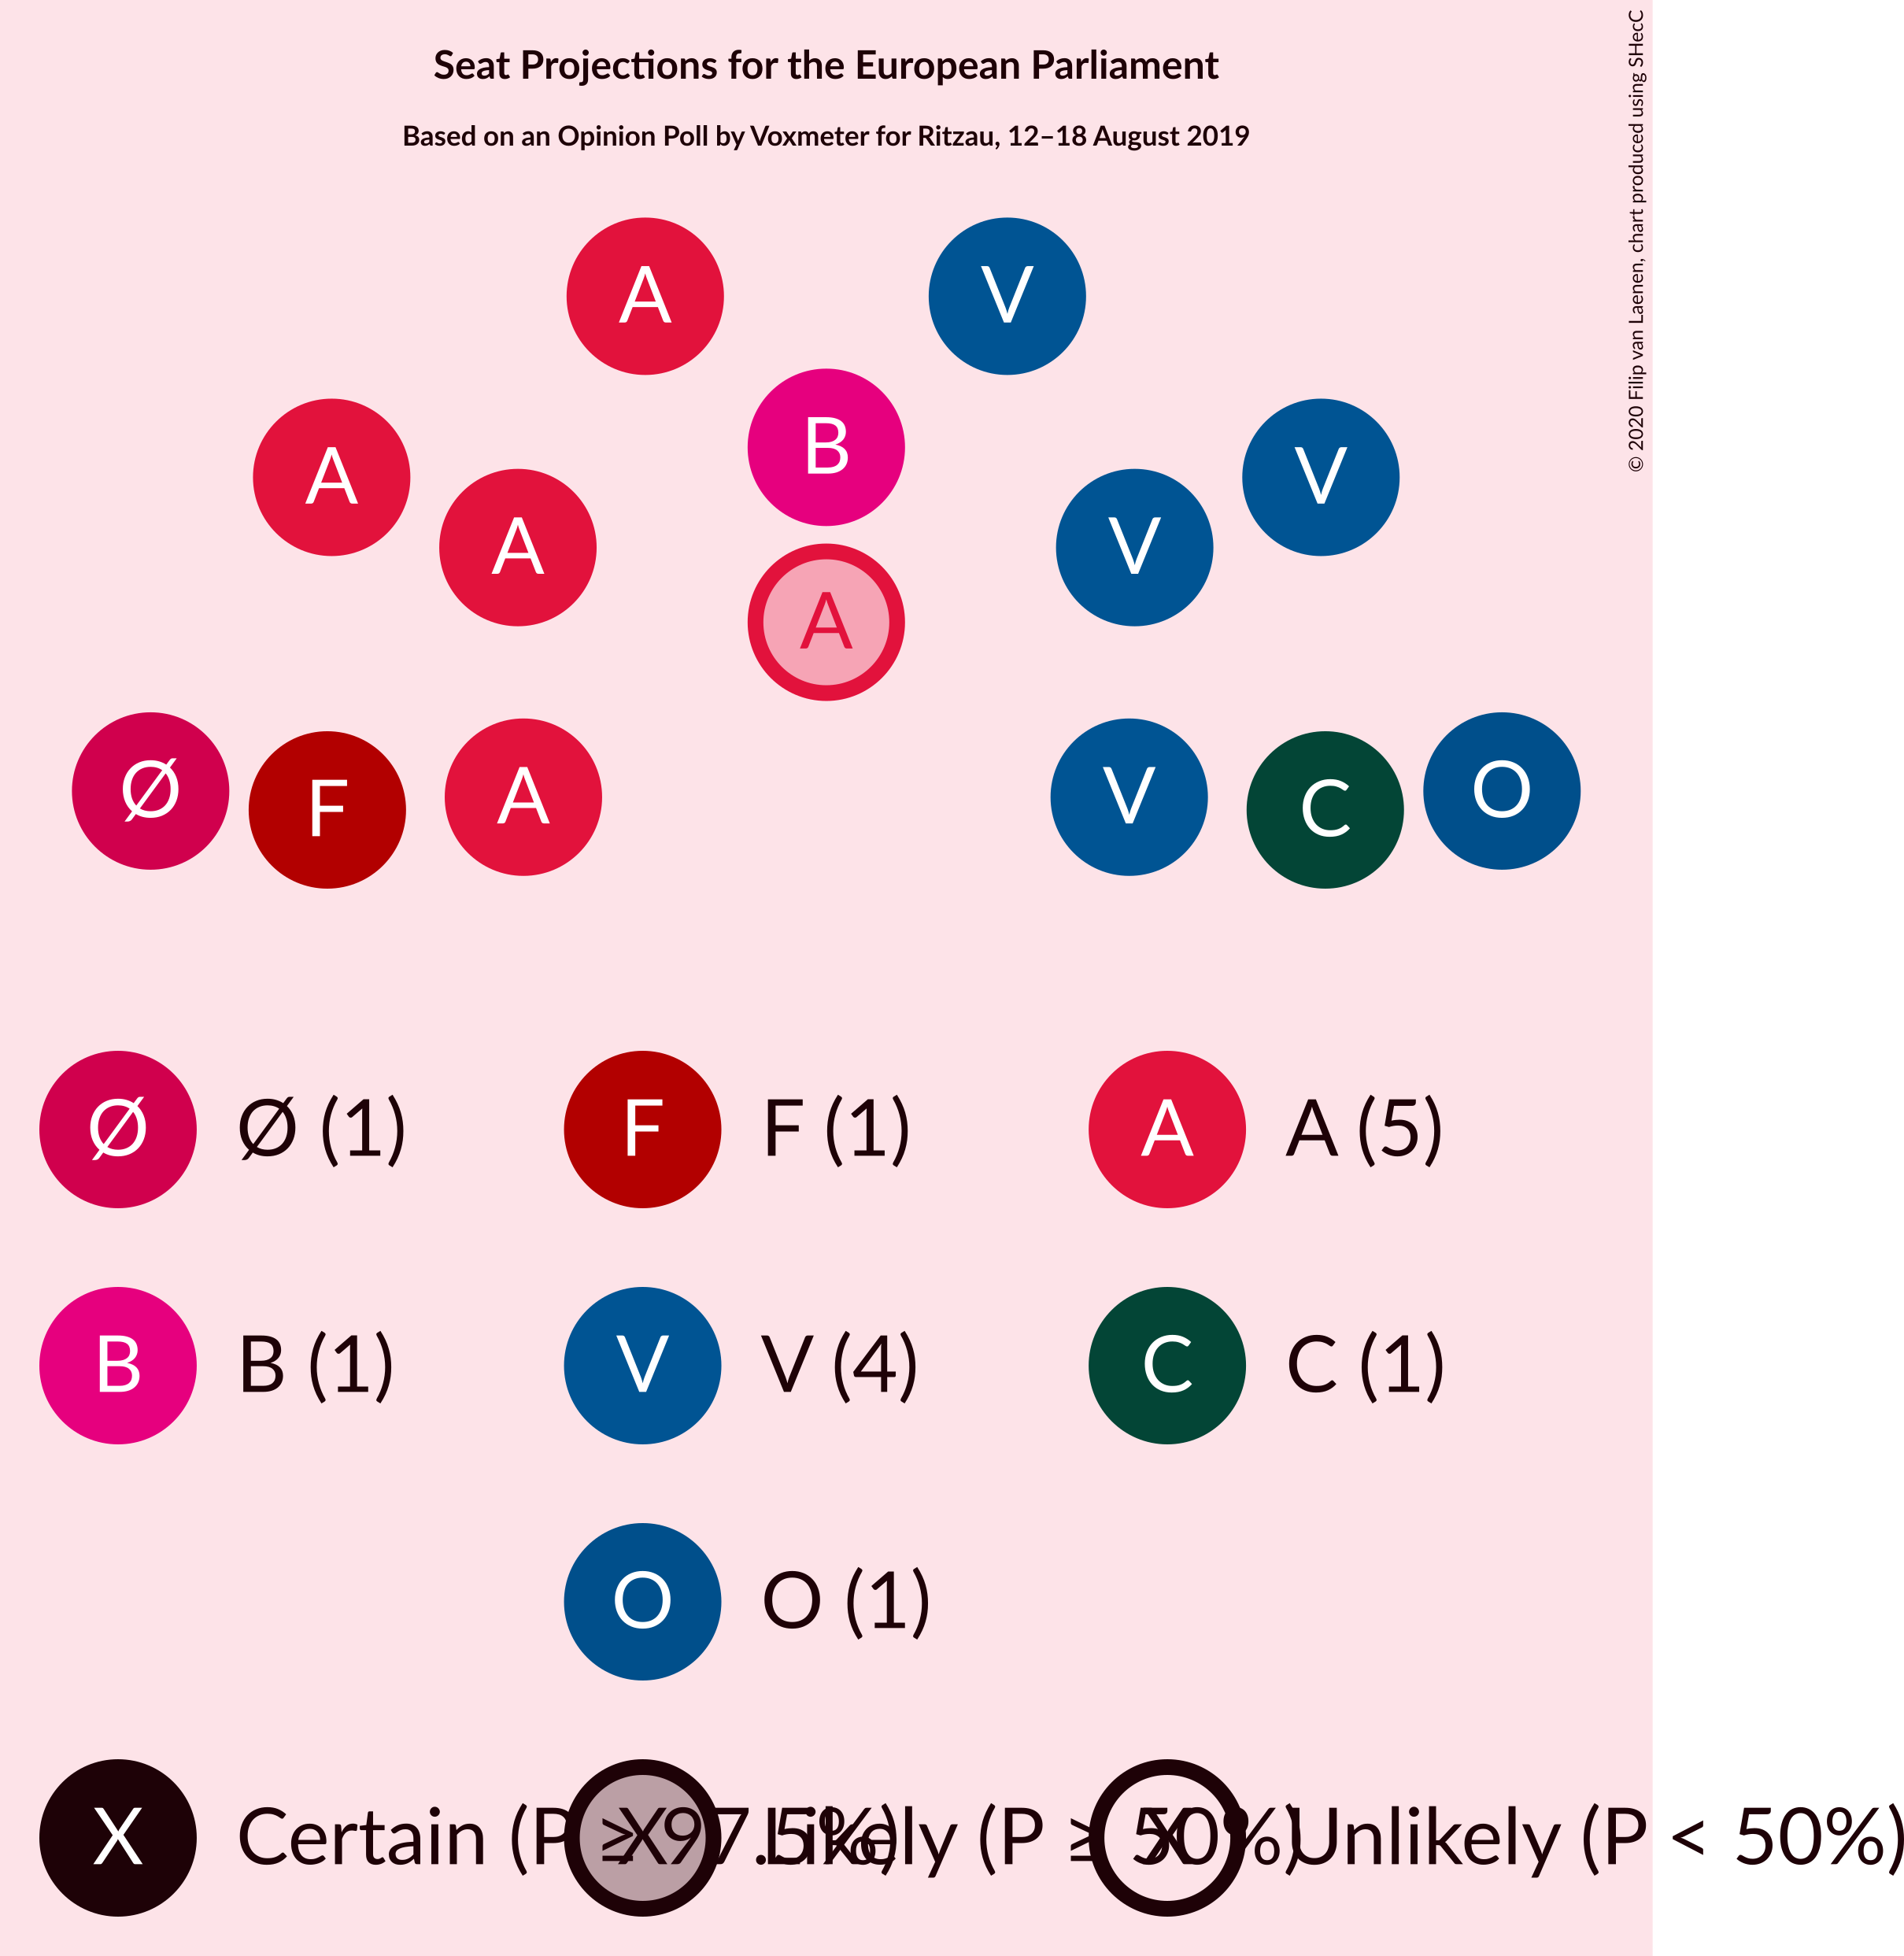 Seat Projections for the European Parliament
Based on an Opinion Poll by Voxmeter for Ritzau, 12–18 August 2019
© 2020 Filip van Laenen, chart produced using SHecC
A V
B
A V
A V
A
Ø O
A V
F C
Ø Ø (1) F F (1) A A (5)
B B (1) V V (4) C C (1)
O O (1)
X Certain (P ≥ 97.5%) X Likely (P ≥ 50%) X Unlikely (P < 50%)